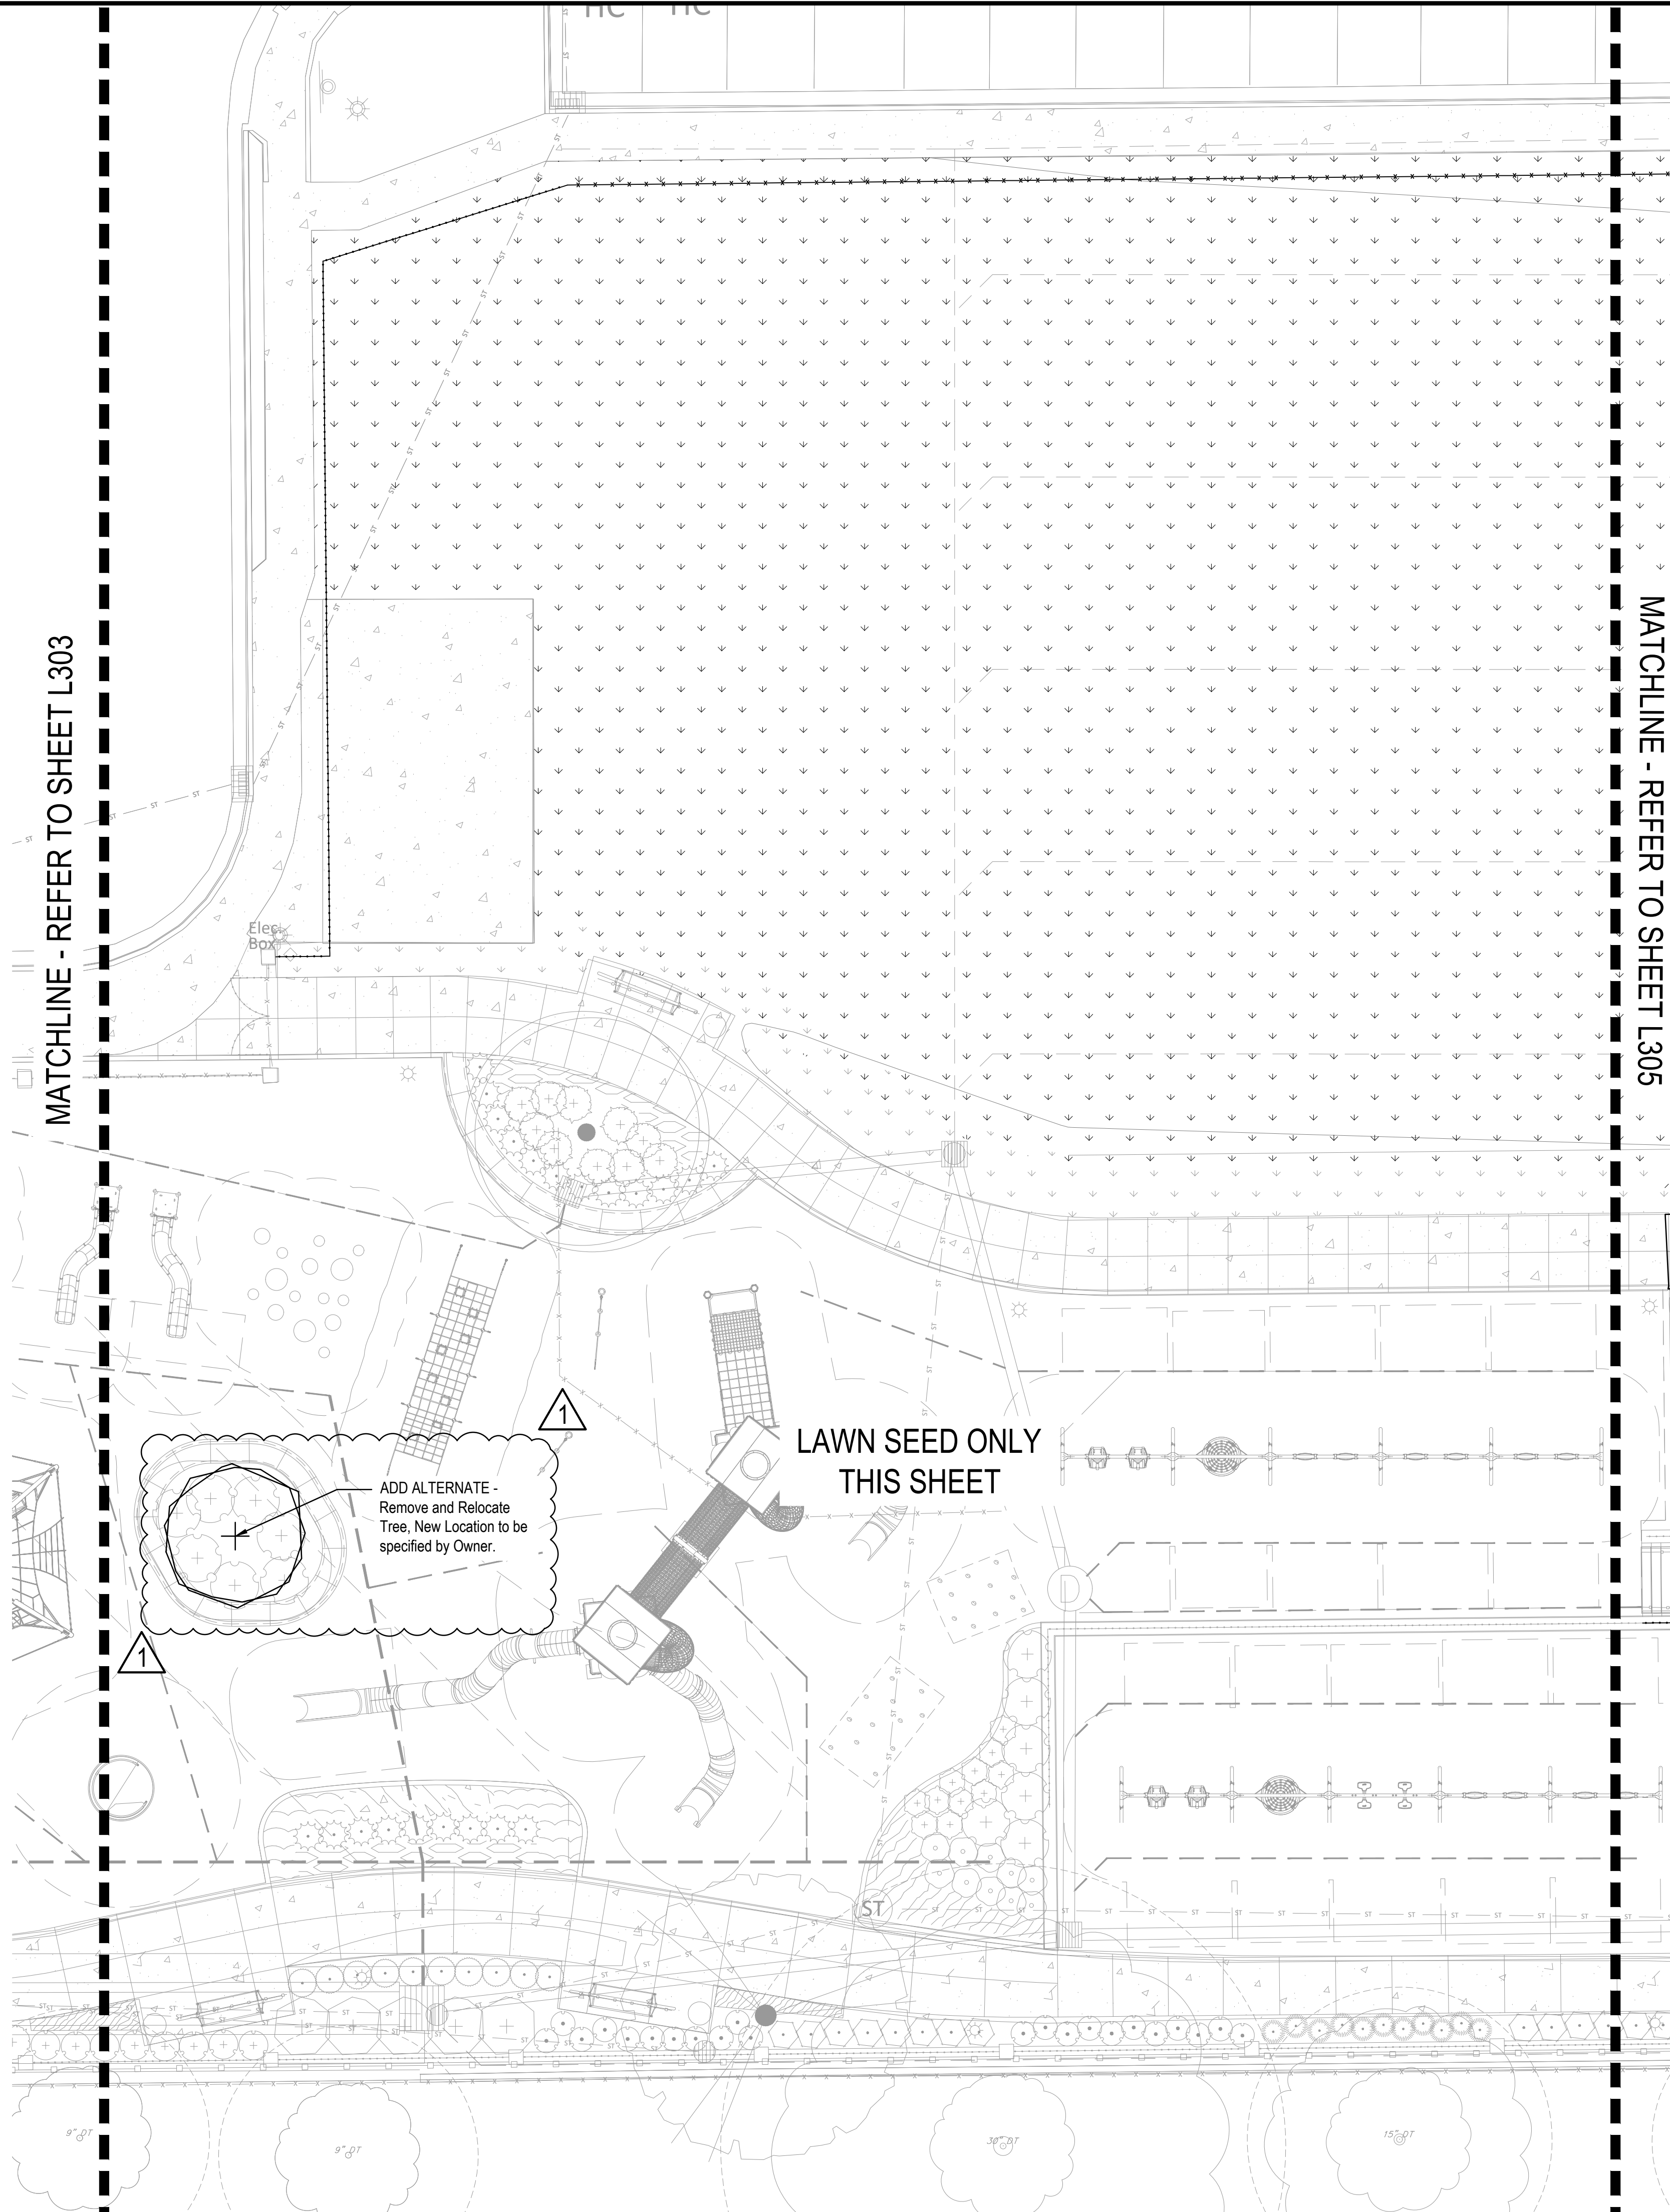 HC HC
MATCHLINE - REFER TO SHEET L303
MATCHLINE - REFER TO SHEET L305
Elec.
Box
1
LAWN SEED ONLY
THIS SHEET
ADD ALTERNATE -
Remove and Relocate
Tree, New Location to be
specified by Owner.
1
D
ST
9" DT
9" DT
30" DT
15" DT